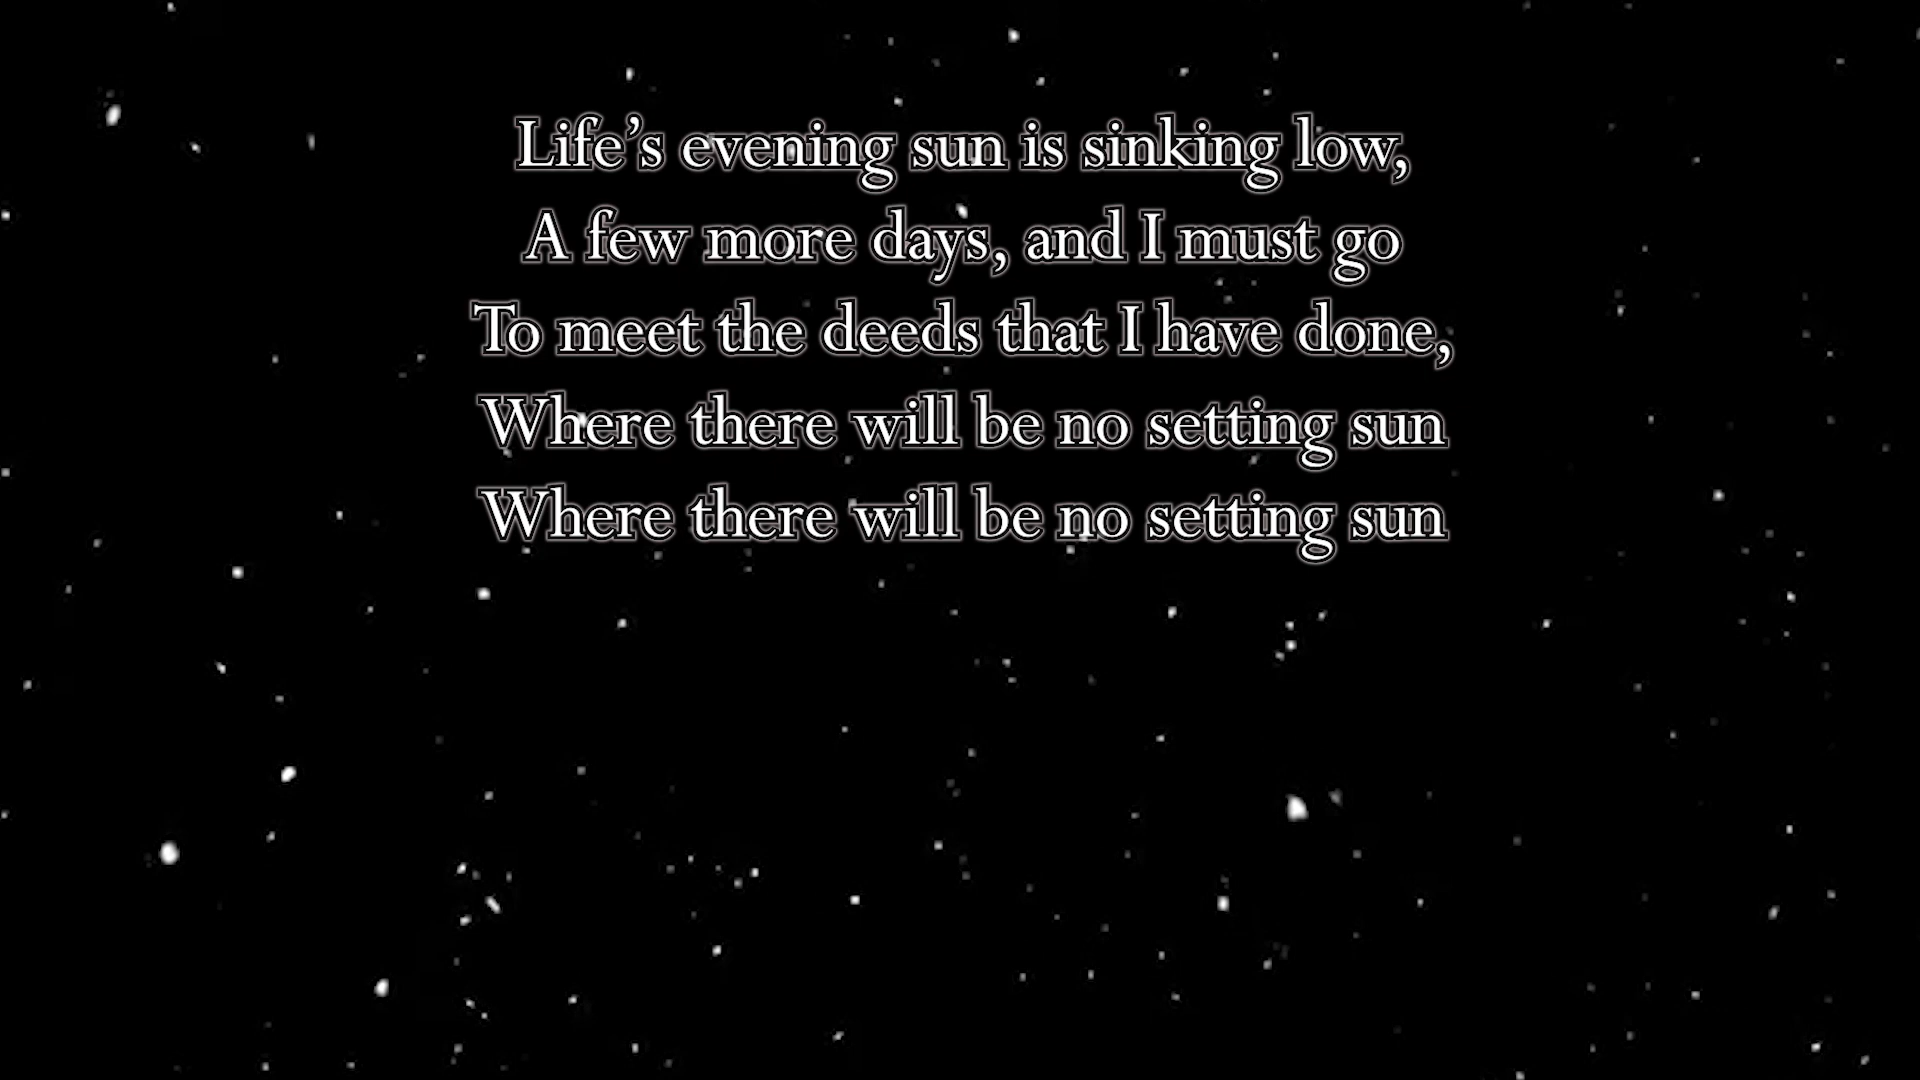 Life’s evening sun is sinking low,
A few more days, and I must go
To meet the deeds that I have done,
Where there will be no setting sun
Where there will be no setting sun